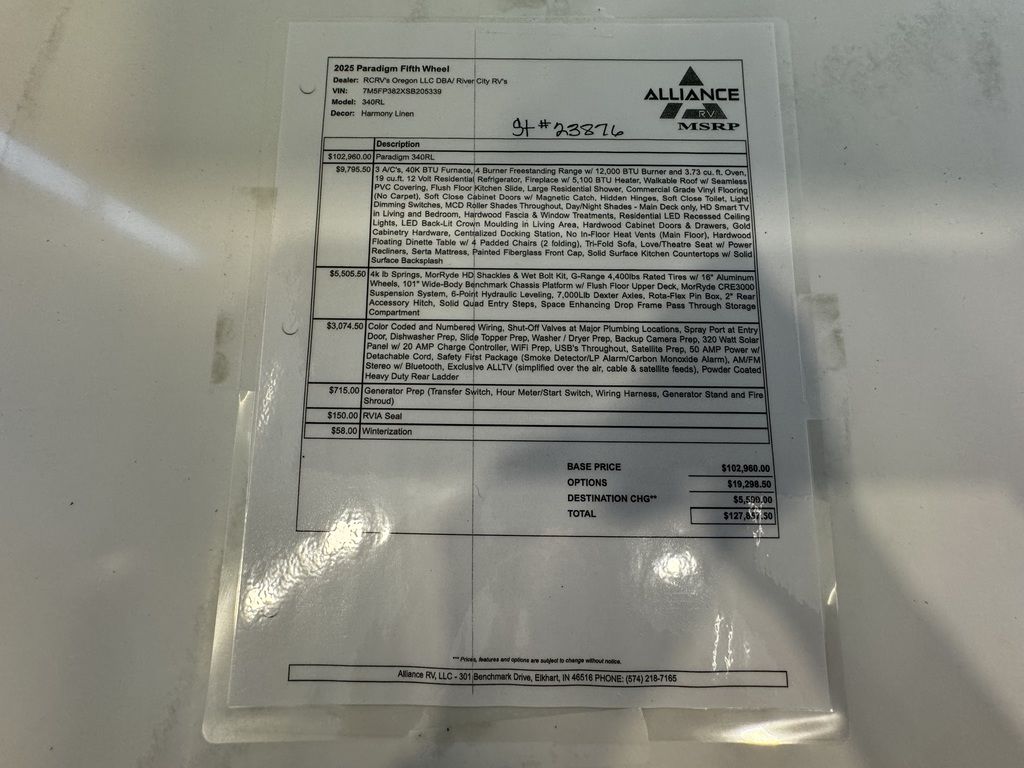 2025 Paradigm Fifth Wheel
Dealer: RCRV's Oregon LLC DBA/ River City RV's
VIN: 7M5FP382XSB205339
Model: 340RL
Decor: Harmony Linen
ALLIANCE
RV
MSRP
St #23876
Description
$102,960.00 Paradigm 340RL
$9,795.50 3 A/C's, 40K BTU Furnace, 4 Burner Freestanding Range w/ 12,000 BTU Burner and 3.73 cu. ft. Oven,
19 cu.ft. 12 Volt Residential Refrigerator, Fireplace w/ 5,100 BTU Heater, Walkable Roof w/ Seamless
PVC Covering, Flush Floor Kitchen Slide, Large Residential Shower, Commercial Grade Vinyl Flooring
(No Carpet), Soft Close Cabinet Doors w/ Magnetic Catch, Hidden Hinges, Soft Close Toilet, Light
Dimming Switches, MCD Roller Shades Throughout, Day/Night Shades - Main Deck only, HD Smart TV
in Living and Bedroom, Hardwood Fascia & Window Treatments, Residential LED Recessed Ceiling
Lights, LED Back-Lit Crown Moulding in Living Area, Hardwood Cabinet Doors & Drawers, Gold
Cabinetry Hardware, Centralized Docking Station, No In-Floor Heat Vents (Main Floor), Hardwood
Floating Dinette Table w/ 4 Padded Chairs (2 folding), Tri-Fold Sofa, Love/Theatre Seat w/ Power
Recliners, Serta Mattress, Painted Fiberglass Front Cap, Solid Surface Kitchen Countertops w/ Solid
Surface Backsplash
$5,505.50 4k lb Springs, MorRyde HD Shackles & Wet Bolt Kit, G-Range 4,400lbs Rated Tires w/ 16" Aluminum
Wheels, 101" Wide-Body Benchmark Chassis Platform w/ Flush Floor Upper Deck, MorRyde CRE3000
Suspension System, 6-Point Hydraulic Leveling, 7,000Llb Dexter Axles, Rota-Flex Pin Box, 2" Rear
Accessory Hitch, Solid Quad Entry Steps, Space Enhancing Drop Frame Pass Through Storage
Compartment
$3,074.50 Color Coded and Numbered Wiring, Shut-Off Valves at Major Plumbing Locations, Spray Port at Entry
Door, Dishwasher Prep, Slide Topper Prep, Washer / Dryer Prep, Backup Camera Prep, 320 Watt Solar
Panel w/ 20 AMP Charge Controller, WiFi Prep, USB's Throughout, Satellite Prep, 50 AMP Power w/
Detachable Cord, Safety First Package (Smoke Detector/LP Alarm/Carbon Monoxide Alarm), AM/FM
Stereo w/ Bluetooth, Exclusive ALLTV (simplified over the air, cable & satellite feeds), Powder Coated
Heavy Duty Rear Ladder
$715.00 Generator Prep (Transfer Switch, Hour Meter/Start Switch, Wiring Harness, Generator Stand and Fire
Shroud)
$150.00 RVIA Seal
$58.00 Winterization
BASE PRICE $102,960.00
OPTIONS $19,298.50
DESTINATION CHG** $5,599.00
TOTAL $127,857.50
*** Prices, features and options are subject to change without notice.
Alliance RV, LLC - 301 Benchmark Drive, Elkhart, IN 46516 PHONE: (574) 218-7165